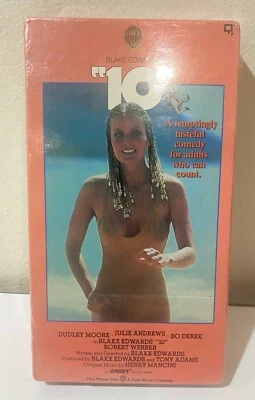 BLAKE EDWARDS'
"10"
A temptingly
tasteful
comedy
for adults
who can
count.
DUDLEY MOORE JULIE ANDREWS BO DEREK
in BLAKE EDWARDS' "10"
ROBERT WEBBER
Written and Directed by BLAKE EDWARDS
Produced by BLAKE EDWARDS and TONY ADAMS
Original Music by HENRY MANCINI